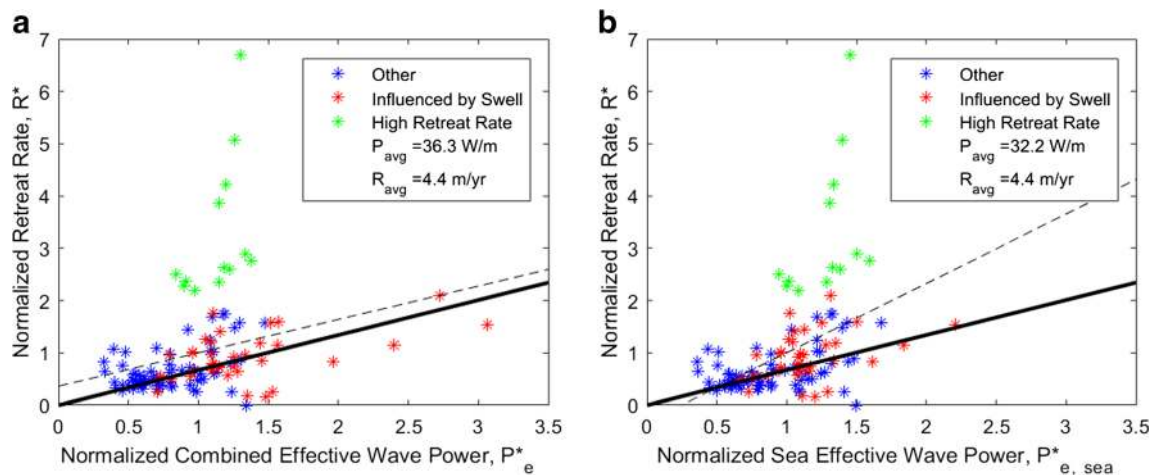 a
7
6
5
4
3
2
1
0
Normalized Retreat Rate, R*
Other
Influenced by Swell
High Retreat Rate
P_avg =36.3 W/m
R_avg =4.4 m/yr
0 0.5 1 1.5 2 2.5 3 3.5
Normalized Combined Effective Wave Power, P*_e
b
7
6
5
4
3
2
1
0
Normalized Retreat Rate, R*
Other
Influenced by Swell
High Retreat Rate
P_avg =32.2 W/m
R_avg =4.4 m/yr
0 0.5 1 1.5 2 2.5 3 3.5
Normalized Sea Effective Wave Power, P*_e, sea